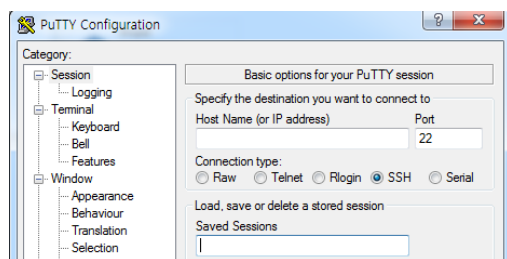 PuTTY Configuration
Category:
Session
Logging
Terminal
Keyboard
Bell
Features
Window
Appearance
Behaviour
Translation
Selection
Basic options for your PuTTY session
Specify the destination you want to connect to
Host Name (or IP address)
Port
22
Connection type:
Raw
Telnet
Rlogin
SSH
Serial
Load, save or delete a stored session
Saved Sessions